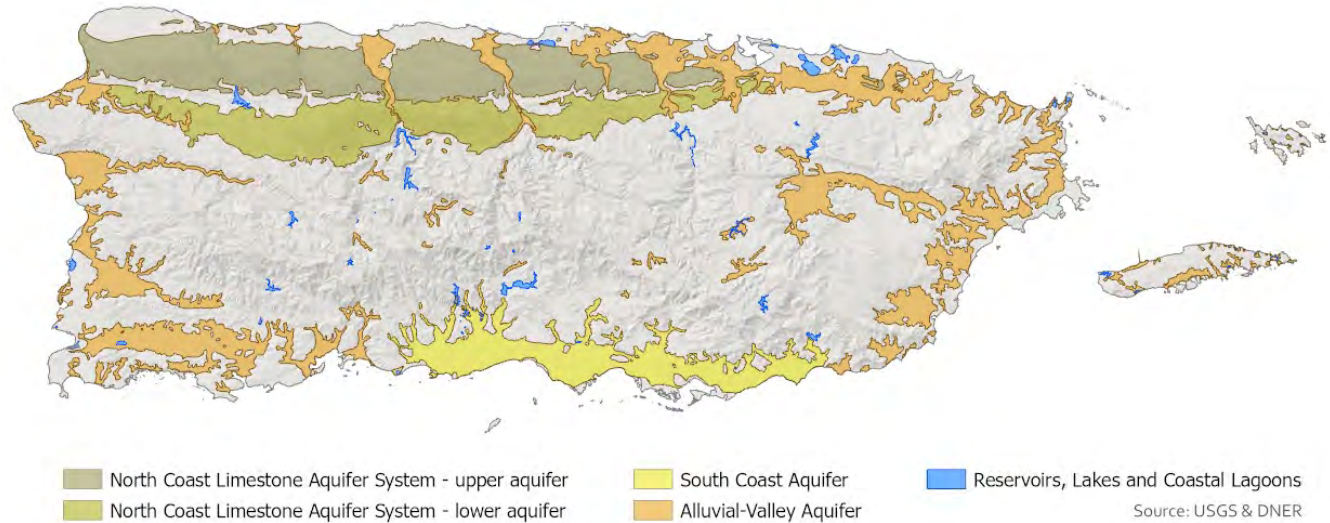 North Coast Limestone Aquifer System - upper aquifer
North Coast Limestone Aquifer System - lower aquifer
South Coast Aquifer
Alluvial-Valley Aquifer
Reservoirs, Lakes and Coastal Lagoons
Source: USGS & DNER